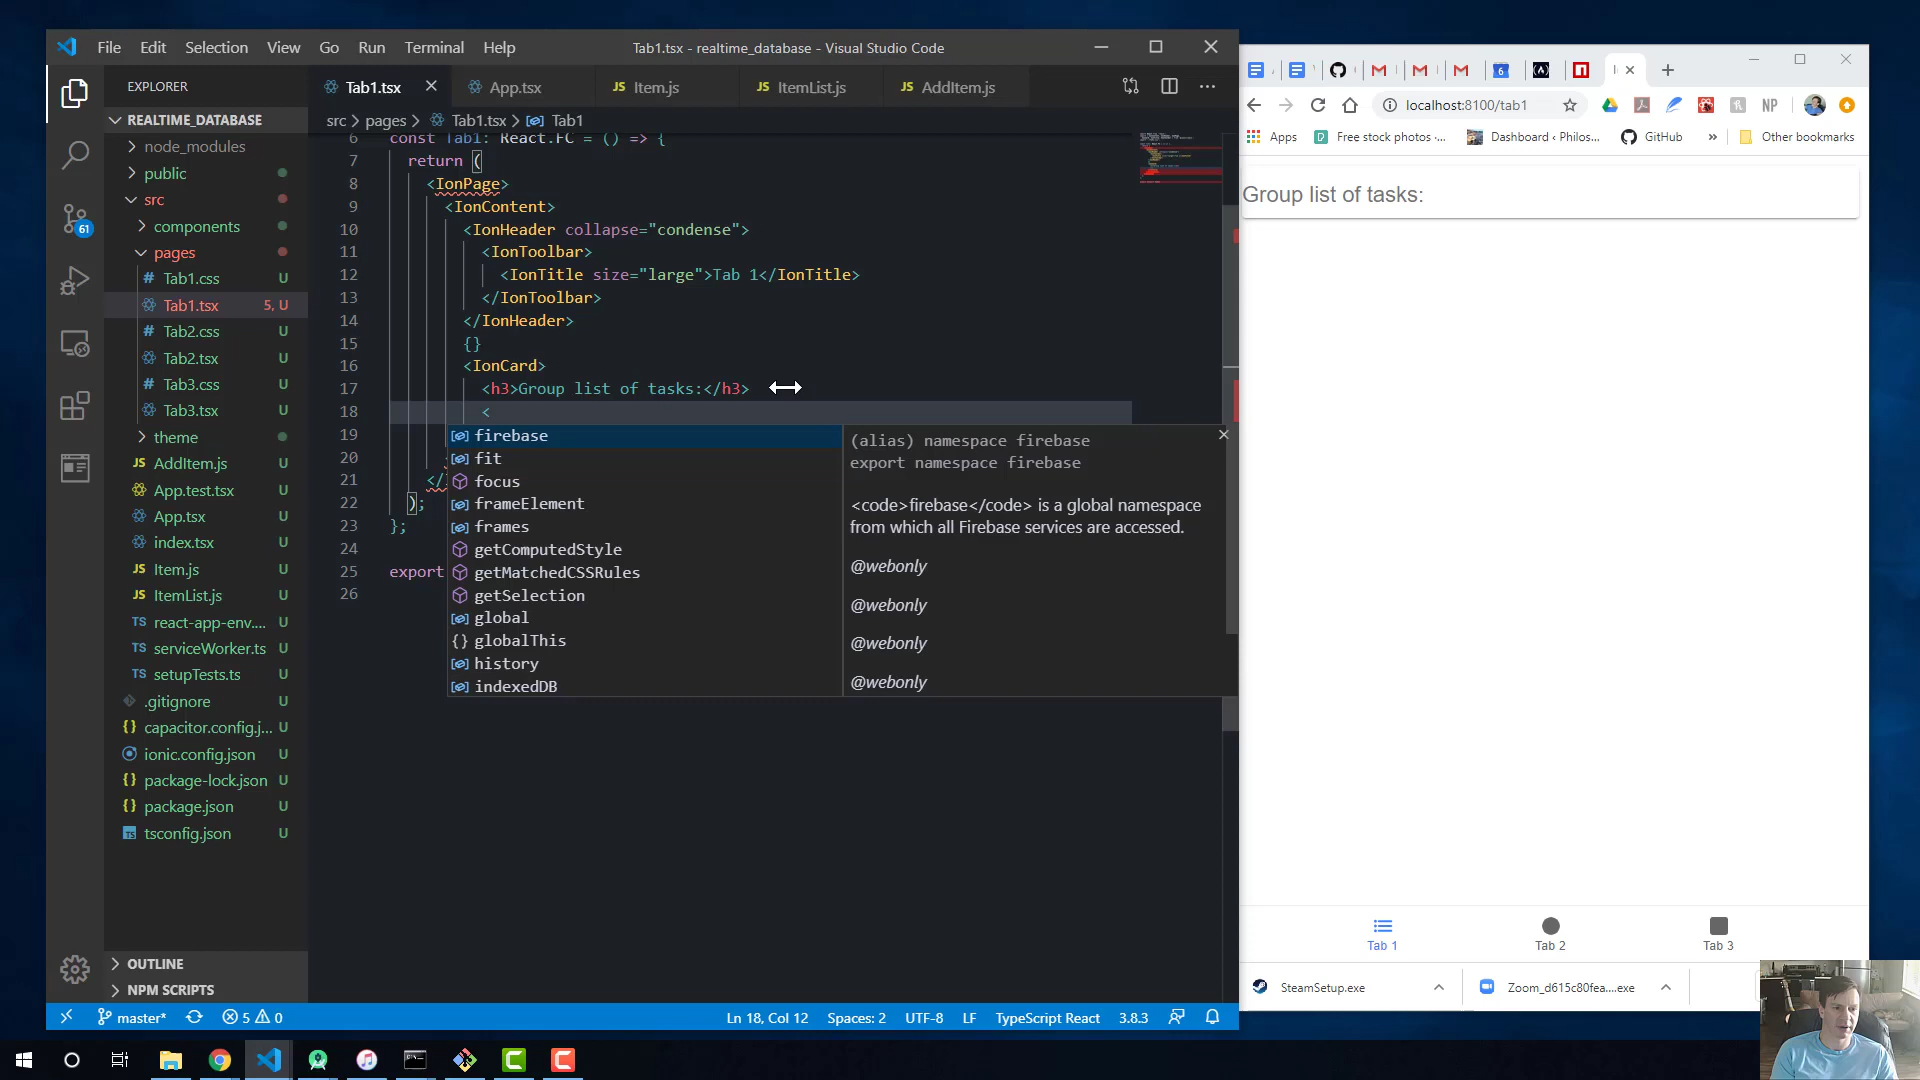 File Edit Selection View Go Run Terminal Help
Tab1.tsx - realtime_database - Visual Studio Code
EXPLORER
REALTIME_DATABASE
node_modules
public
src
components
pages
Tab1.css U
Tab1.tsx 5, U
Tab2.css U
Tab2.tsx U
Tab3.css U
Tab3.tsx U
theme
AddItem.js U
App.test.tsx U
App.tsx U
index.tsx U
Item.js U
ItemList.js U
react-app-env.... U
serviceWorker.ts U
setupTests.ts U
.gitignore U
capacitor.config.j... U
ionic.config.json U
package-lock.json U
package.json U
tsconfig.json U
OUTLINE
NPM SCRIPTS
61
Tab1.tsx App.tsx Item.js ItemList.js AddItem.js
src > pages > Tab1.tsx > Tab1
6 const Tab1: React.FC = () => {
7 return (
8 <IonPage>
9 <IonContent>
10 <IonHeader collapse="condense">
11 <IonToolbar>
12 <IonTitle size="large">Tab 1</IonTitle>
13 </IonToolbar>
14 </IonHeader>
15 {}
16 <IonCard>
17 <h3>Group list of tasks:</h3>
18 <
19
20
21 </
22 );
23 };
24
25 export
26
firebase
fit
focus
frameElement
frames
getComputedStyle
getMatchedCSSRules
getSelection
global
globalThis
history
indexedDB
(alias) namespace firebase
export namespace firebase
<code>firebase</code> is a global namespace
from which all Firebase services are accessed.
@webonly
@webonly
@webonly
@webonly
master* 5 0
Ln 18, Col 12 Spaces: 2 UTF-8 LF TypeScript React 3.8.3
localhost:8100/tab1
Apps Free stock photos -... Dashboard ‹ Philos... GitHub » Other bookmarks
Group list of tasks:
Tab 1 Tab 2 Tab 3
SteamSetup.exe
Zoom_d615c80fea....exe